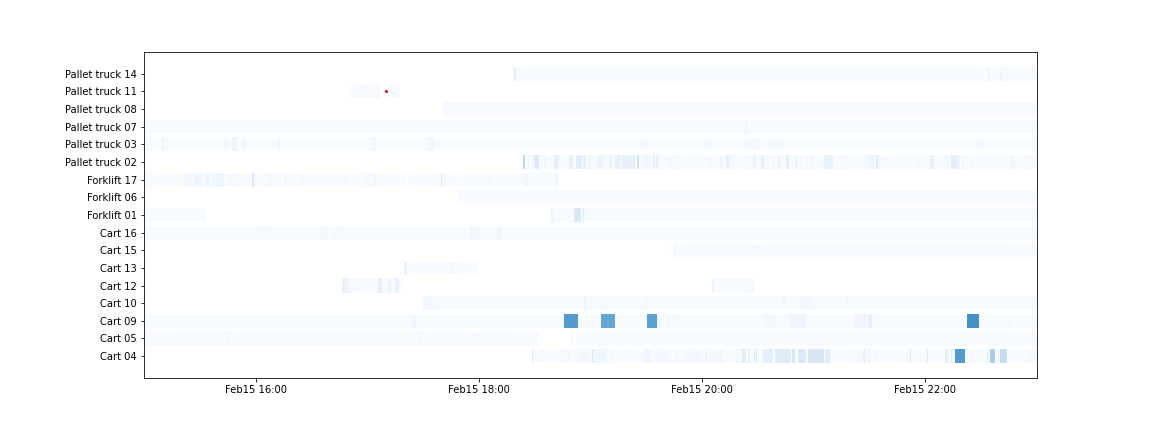 Pallet truck 14
Pallet truck 11
Pallet truck 08
Pallet truck 07
Pallet truck 03
Pallet truck 02
Forklift 17
Forklift 06
Forklift 01
Cart 16
Cart 15
Cart 13
Cart 12
Cart 10
Cart 09
Cart 05
Cart 04
Feb15 16:00 Feb15 18:00 Feb15 20:00 Feb15 22:00